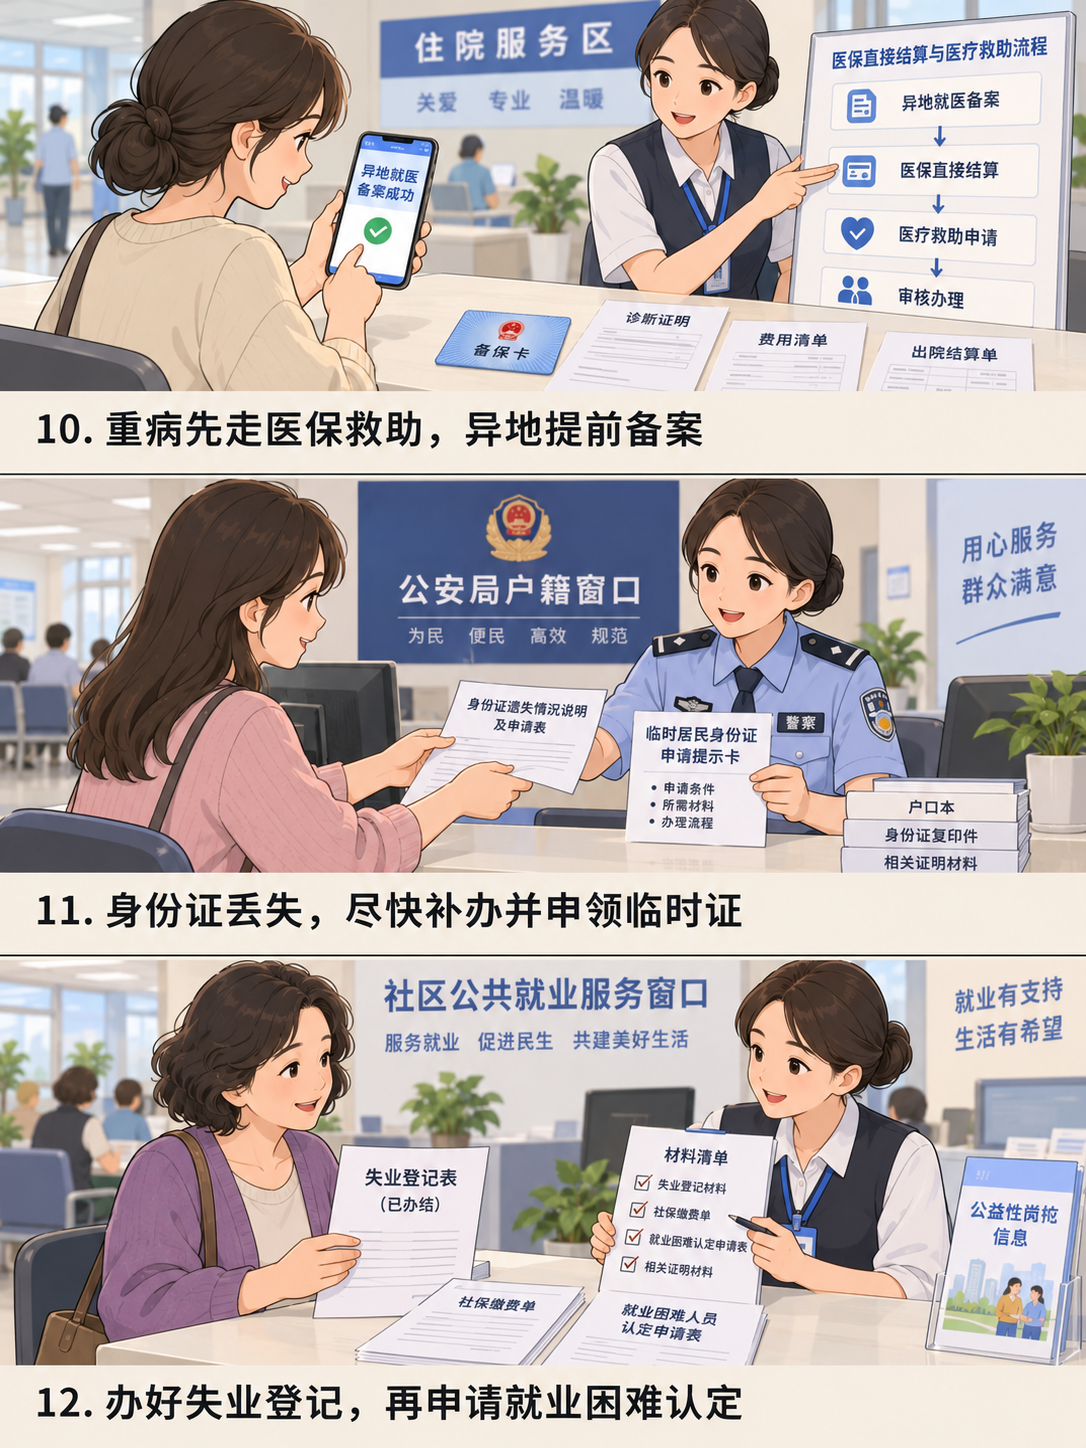 住院服务区
关爱 专业 温暖
异地就医
备案成功
医保直接结算与医疗救助流程
异地就医备案
医保直接结算
医疗救助申请
审核办理
备保卡
诊断证明
费用清单
出院结算单
10. 重病先走医保救助，异地提前备案
公安局户籍窗口
为民 便民 高效 规范
用心服务
群众满意
身份证遗失情况说明
及申请表
临时居民身份证
申请提示卡
• 申请条件
• 所需材料
• 办理流程
警察
户口本
身份证复印件
相关证明材料
11. 身份证丢失，尽快补办并申领临时证
社区公共就业服务窗口
服务就业 促进民生 共建美好生活
就业有支持
生活有希望
失业登记表
（已办结）
材料清单
失业登记材料
社保缴费单
就业困难认定申请表
相关证明材料
社保缴费单
就业困难人员
认定申请表
公益性岗
信息
12. 办好失业登记，再申请就业困难认定